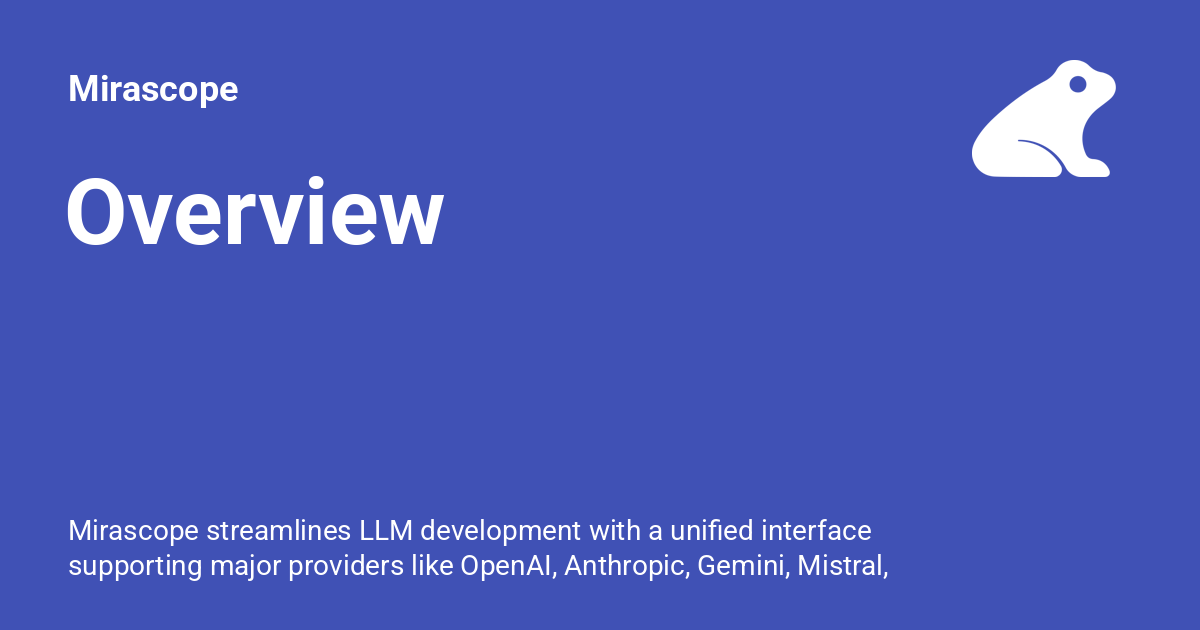 Mirascope
Overview
Mirascope streamlines LLM development with a unified interface
supporting major providers like OpenAI, Anthropic, Gemini, Mistral,